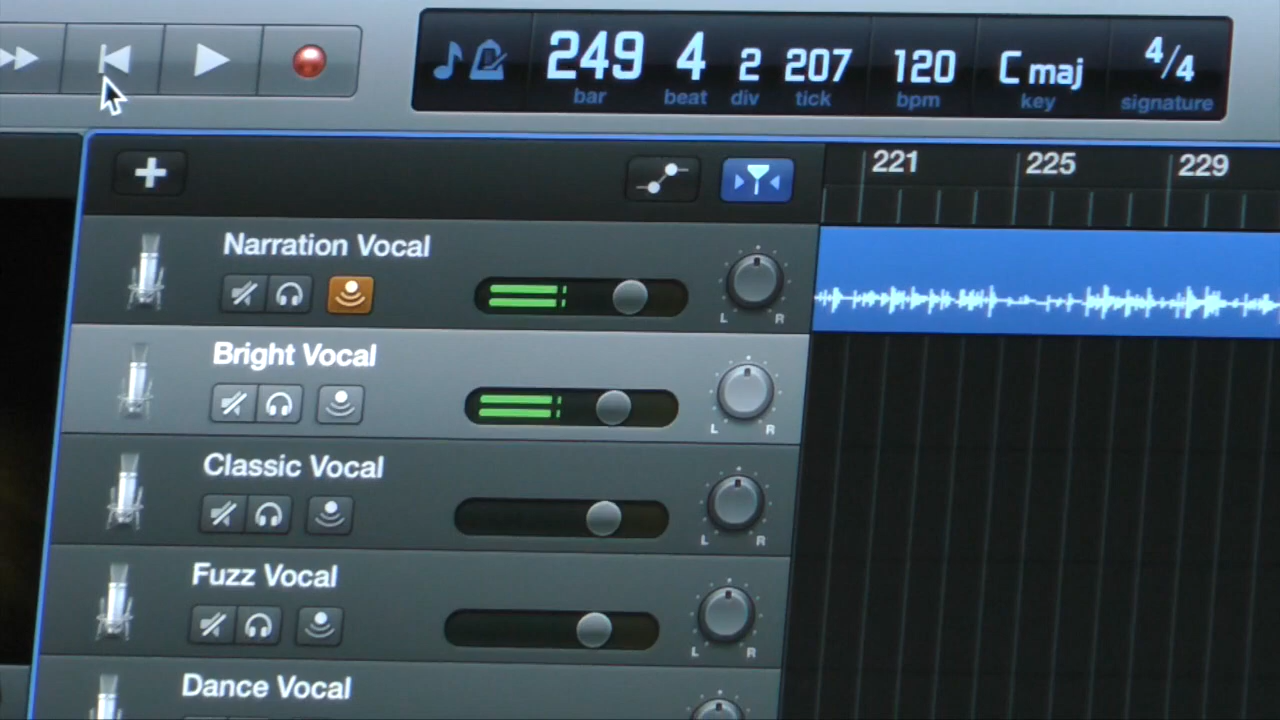 249 4 2 207 120 C maj 4/4
bar beat div tick bpm key signature
221 225 229
Narration Vocal
L R
Bright Vocal
L R
Classic Vocal
L R
Fuzz Vocal
L R
Dance Vocal